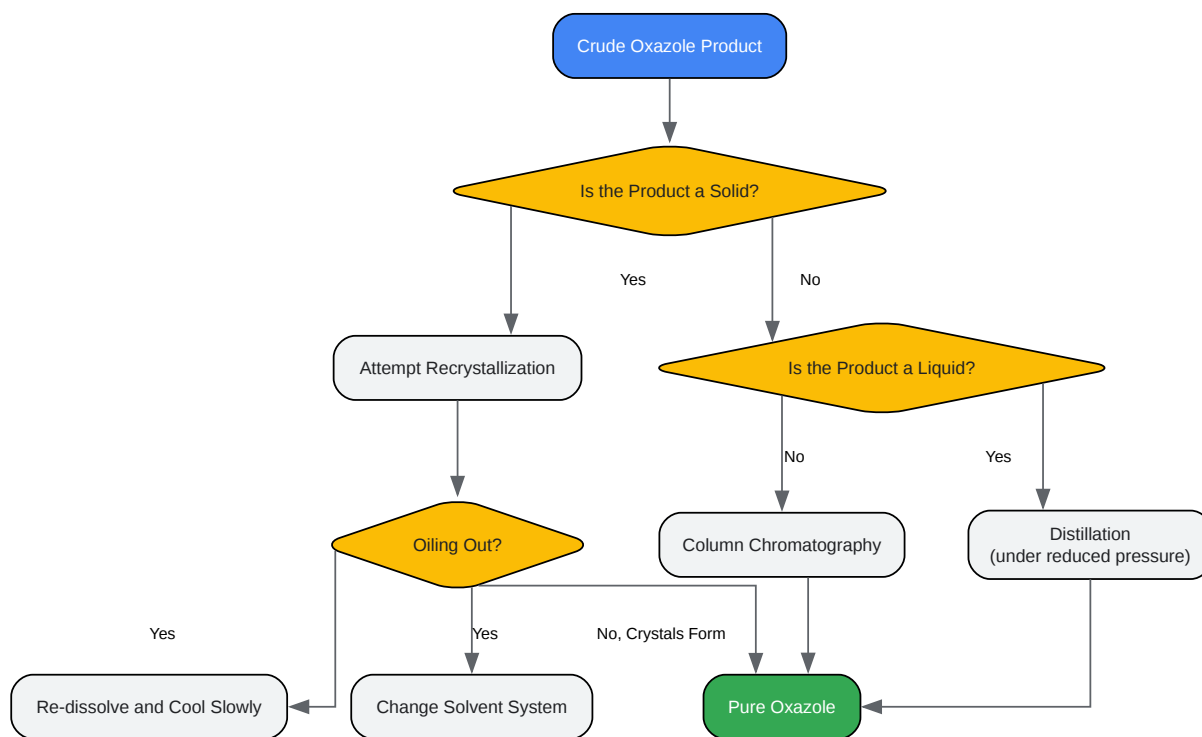 Crude Oxazole Product
Is the Product a Solid?
Yes
No
Attempt Recrystallization
Is the Product a Liquid?
No
Yes
Oiling Out?
Column Chromatography
Distillation
(under reduced pressure)
Yes
Yes
No, Crystals Form
Re-dissolve and Cool Slowly
Change Solvent System
Pure Oxazole